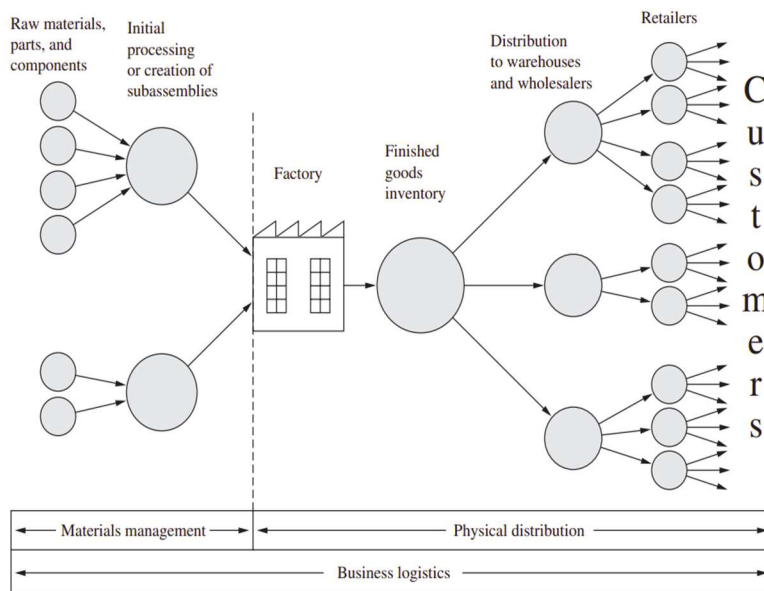 Raw materials,
parts, and
components
Initial
processing
or creation of
subassemblies
Factory
Finished
goods
inventory
Distribution
to warehouses
and wholesalers
Retailers
Customers
Materials management
Physical distribution
Business logistics